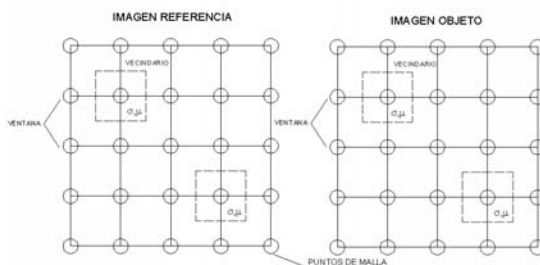 IMAGEN REFERENCIA
IMAGEN OBJETO
VECINDARIO
VECINDARIO
VENTANA
VENTANA
σ,μ
σ,μ
σ,μ
σ,μ
PUNTOS DE MALLA